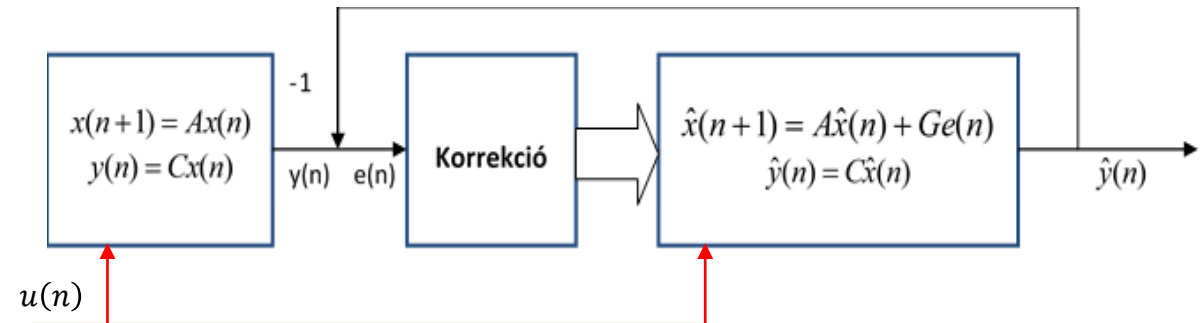 -1
x(n+1) = Ax(n)
y(n) = Cx(n)
y(n) e(n)
Korrekció
x̂(n+1) = Ax̂(n) + Ge(n)
ŷ(n) = Cx̂(n)
ŷ(n)
u(n)